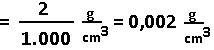 = 2/1.000 g/cm³ = 0,002 g/cm³